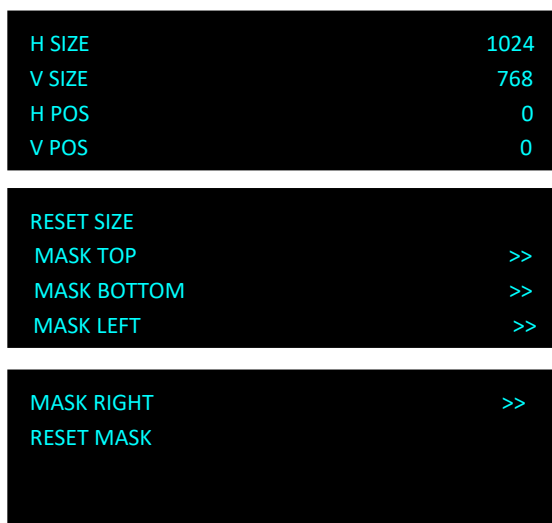 H SIZE 1024
V SIZE 768
H POS 0
V POS 0
RESET SIZE
MASK TOP >>
MASK BOTTOM >>
MASK LEFT >>
MASK RIGHT >>
RESET MASK